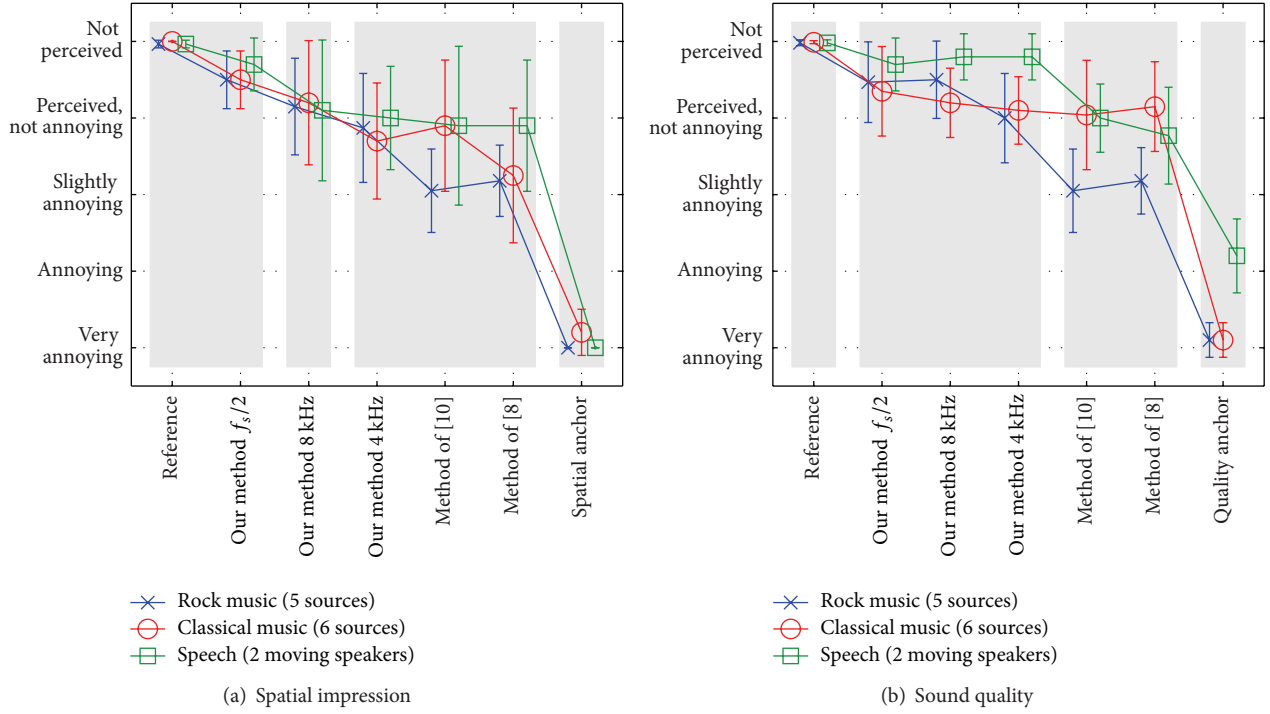 Not
perceived
Perceived,
not annoying
Slightly
annoying
Annoying
Very
annoying
Reference
Our method fs/2
Our method 8 kHz
Our method 4 kHz
Method of [10]
Method of [8]
Spatial anchor
Rock music (5 sources)
Classical music (6 sources)
Speech (2 moving speakers)
(a) Spatial impression
Not
perceived
Perceived,
not annoying
Slightly
annoying
Annoying
Very
annoying
Reference
Our method fs/2
Our method 8 kHz
Our method 4 kHz
Method of [10]
Method of [8]
Quality anchor
Rock music (5 sources)
Classical music (6 sources)
Speech (2 moving speakers)
(b) Sound quality